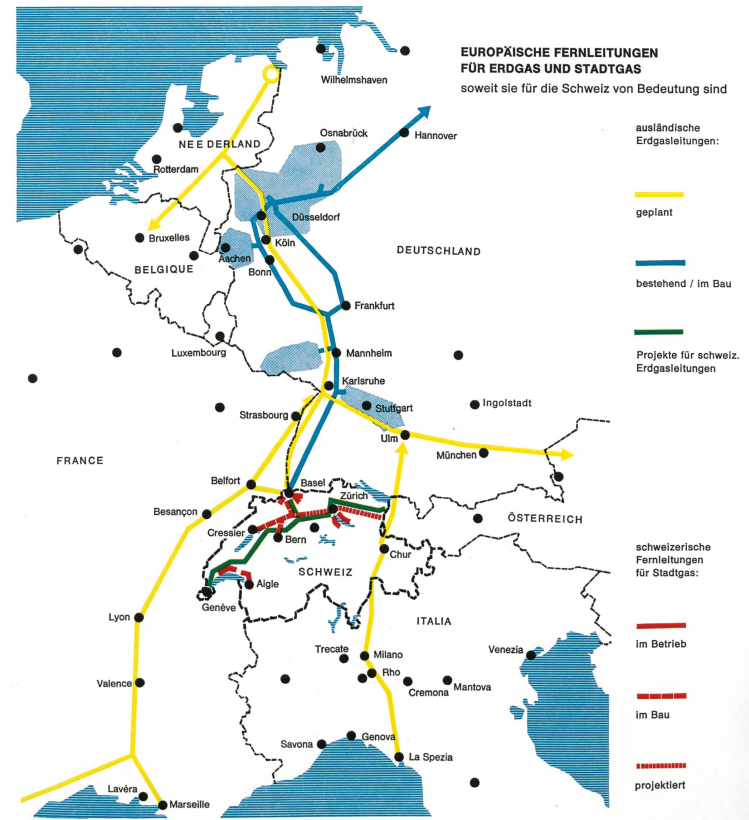 EUROPÄISCHE FERNLEITUNGEN
FÜR ERDGAS UND STADTGAS
soweit sie für die Schweiz von Bedeutung sind
ausländische
Erdgasleitungen:
geplant
bestehend / im Bau
Projekte für schweiz.
Erdgasleitungen
schweizerische
Fernleitungen
für Stadtgas:
im Betrieb
im Bau
projektiert
Wilhelmshaven
Osnabrück
Hannover
NEEDERLAND
Rotterdam
Düsseldorf
Bruxelles
Köln
DEUTSCHLAND
Aachen
BELGIQUE
Bonn
Frankfurt
Luxembourg
Mannheim
Karlsruhe
Ingolstadt
Stuttgart
Strasbourg
Ulm
München
FRANCE
Belfort
Basel
Zürich
Besançon
ÖSTERREICH
Cressier
Bern
Chur
SCHWEIZ
Aigle
Genève
Lyon
ITALIA
Trecate
Milano
Venezia
Rho
Valence
Cremona
Mantova
Savona
Genova
La Spezia
Lavéra
Marseille